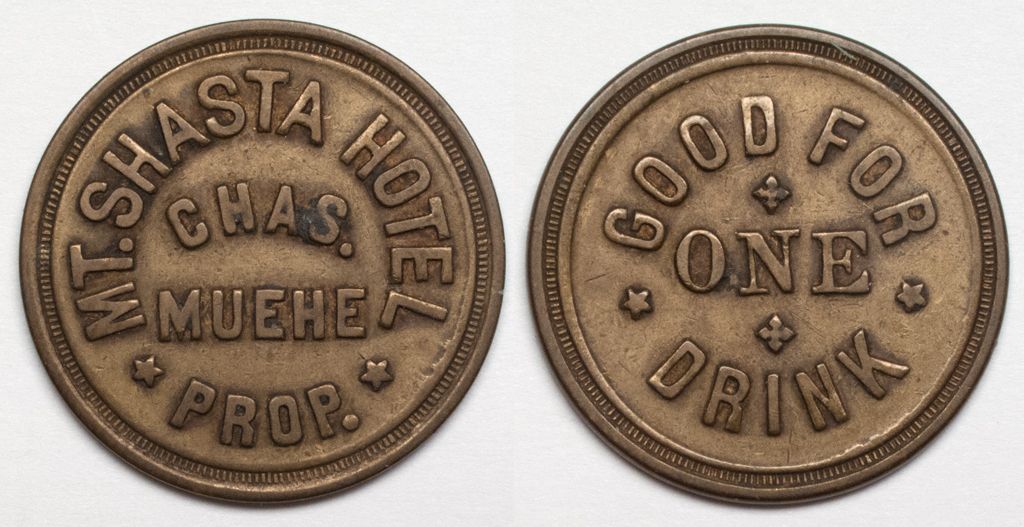 MT. SHASTA HOTEL
CHAS.
MUEHE
PROP.
GOOD FOR
ONE
DRINK